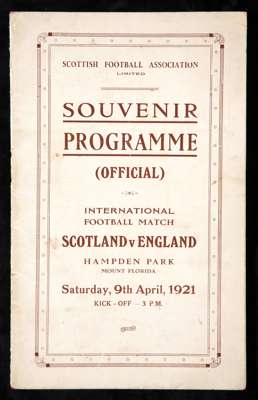 SCOTTISH FOOTBALL ASSOCIATION
LIMITED
SOUVENIR
PROGRAMME
(OFFICIAL)
INTERNATIONAL
FOOTBALL MATCH
SCOTLAND v ENGLAND
HAMPDEN PARK
MOUNT FLORIDA
Saturday, 9th April, 1921
KICK - OFF — 3 P.M.